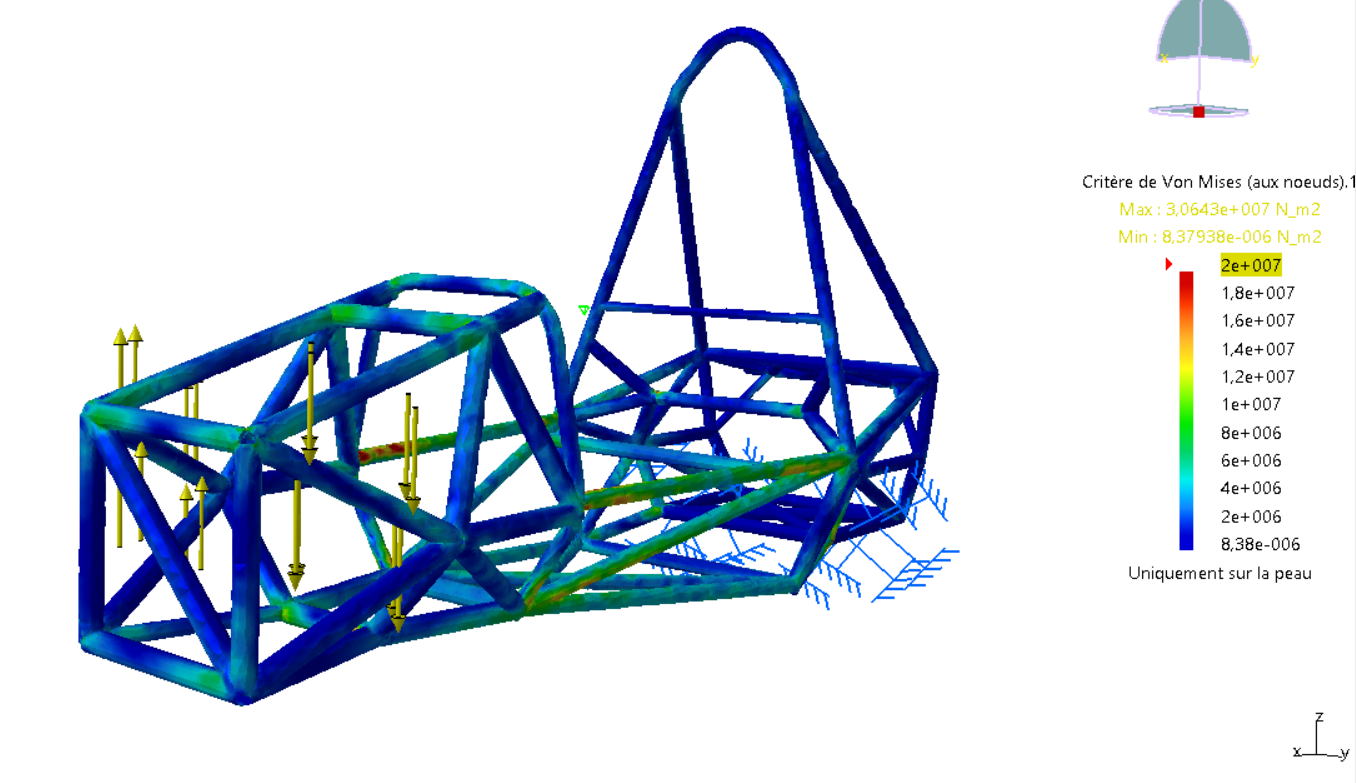 x y
Critère de Von Mises (aux noeuds).1
Max : 3,0643e+007 N_m2
Min : 8,37938e-006 N_m2
2e+007
1,8e+007
1,6e+007
1,4e+007
1,2e+007
1e+007
8e+006
6e+006
4e+006
2e+006
8,38e-006
Uniquement sur la peau
z
x y